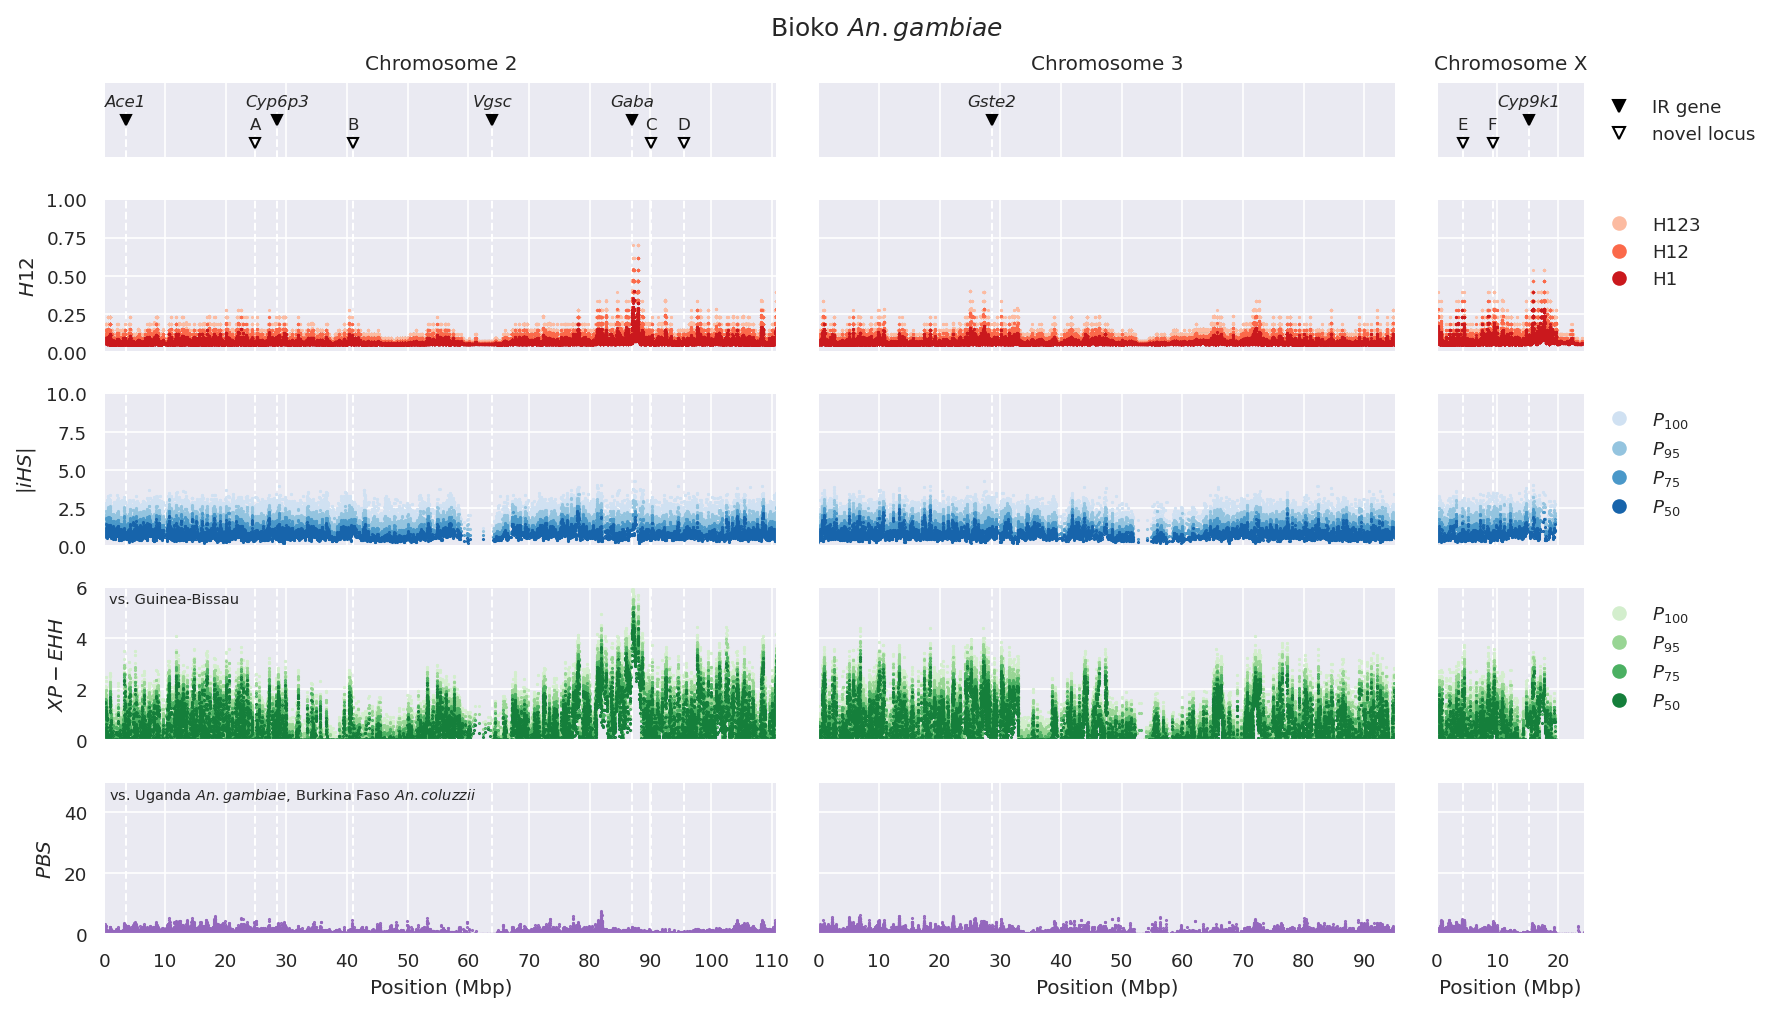 Bioko An. gambiae
Chromosome 2
Chromosome 3
Chromosome X
Ace1
Cyp6p3
Vgsc
Gaba
Gste2
Cyp9k1
A
B
C
D
E
F
IR gene
novel locus
H12
1.00
0.75
0.50
0.25
0.00
H123
H12
H1
|iHS|
10.0
7.5
5.0
2.5
0.0
P100
P95
P75
P50
XP − EHH
6
4
2
0
vs. Guinea-Bissau
P100
P95
P75
P50
PBS
40
20
0
vs. Uganda An. gambiae, Burkina Faso An. coluzzii
0 10 20 30 40 50 60 70 80 90 100 110
0 10 20 30 40 50 60 70 80 90
0 10 20
Position (Mbp)
Position (Mbp)
Position (Mbp)